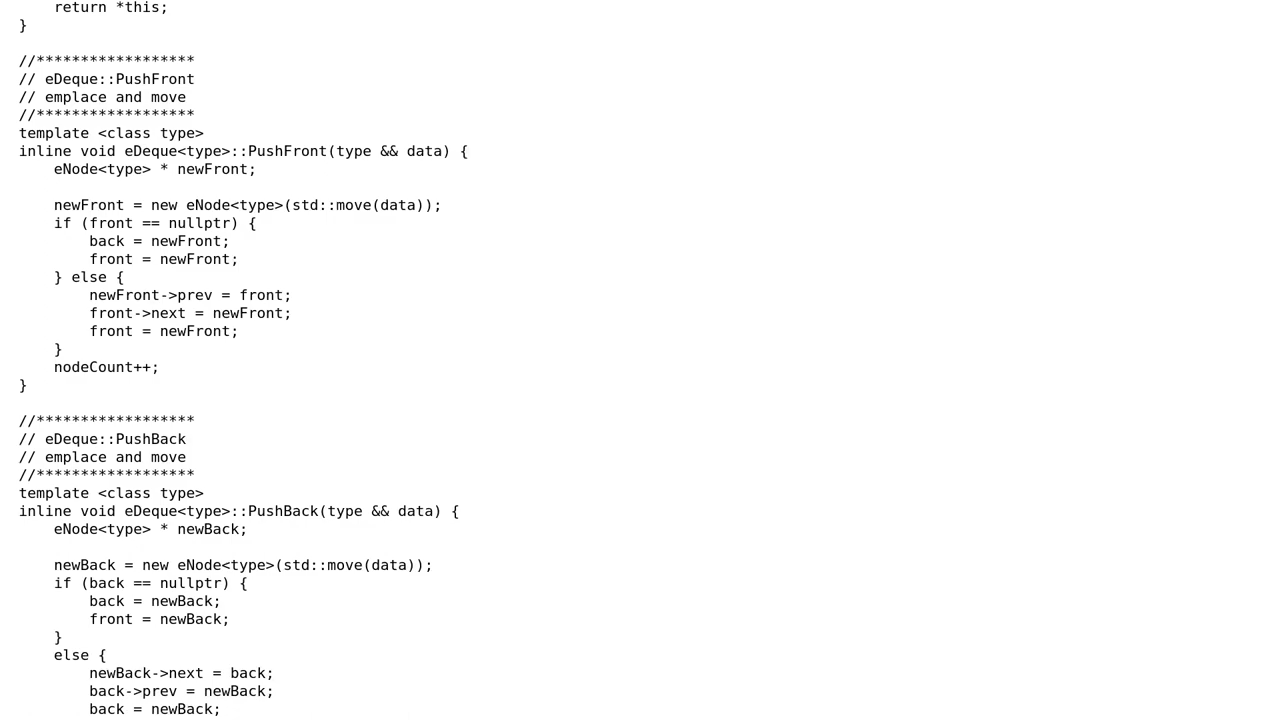 return *this;
}

//******************
// eDeque::PushFront
// emplace and move
//******************
template <class type>
inline void eDeque<type>::PushFront(type && data) {
    eNode<type> * newFront;

    newFront = new eNode<type>(std::move(data));
    if (front == nullptr) {
        back = newFront;
        front = newFront;
    } else {
        newFront->prev = front;
        front->next = newFront;
        front = newFront;
    }
    nodeCount++;
}

//******************
// eDeque::PushBack
// emplace and move
//******************
template <class type>
inline void eDeque<type>::PushBack(type && data) {
    eNode<type> * newBack;

    newBack = new eNode<type>(std::move(data));
    if (back == nullptr) {
        back = newBack;
        front = newBack;
    }
    else {
        newBack->next = back;
        back->prev = newBack;
        back = newBack;